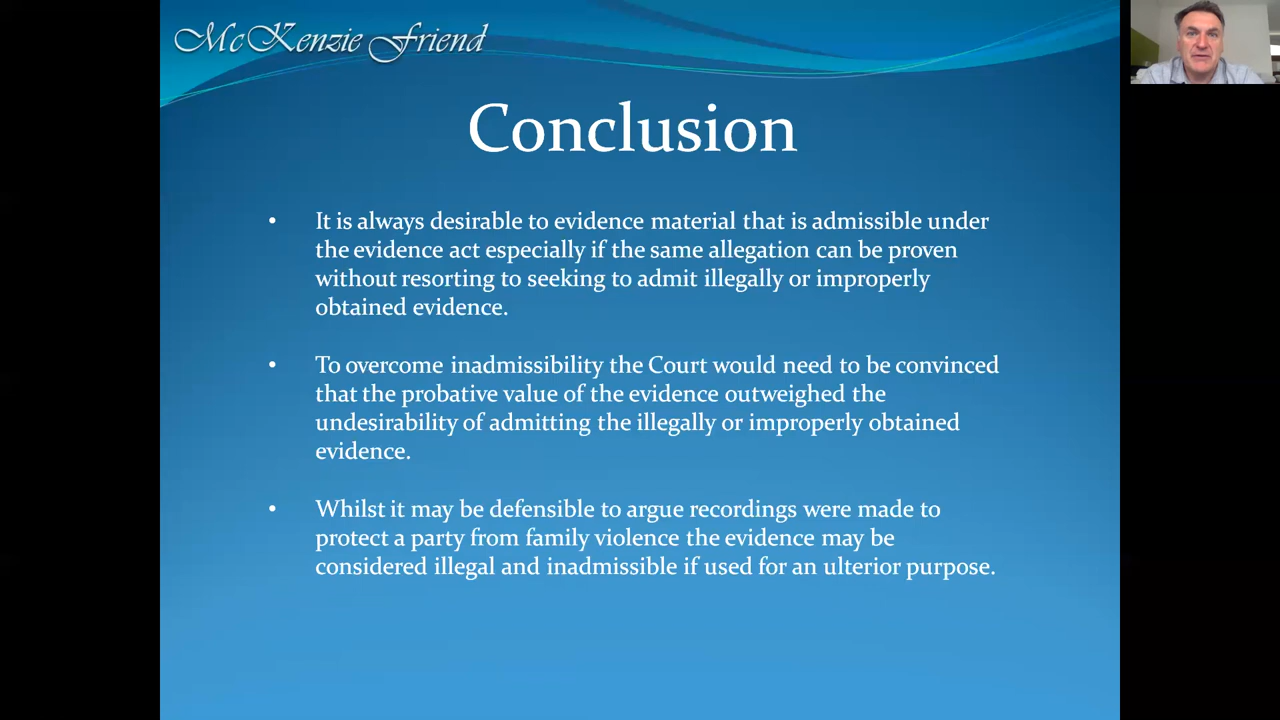 McKenzie Friend
Conclusion
• It is always desirable to evidence material that is admissible under
the evidence act especially if the same allegation can be proven
without resorting to seeking to admit illegally or improperly
obtained evidence.
• To overcome inadmissibility the Court would need to be convinced
that the probative value of the evidence outweighed the
undesirability of admitting the illegally or improperly obtained
evidence.
• Whilst it may be defensible to argue recordings were made to
protect a party from family violence the evidence may be
considered illegal and inadmissible if used for an ulterior purpose.